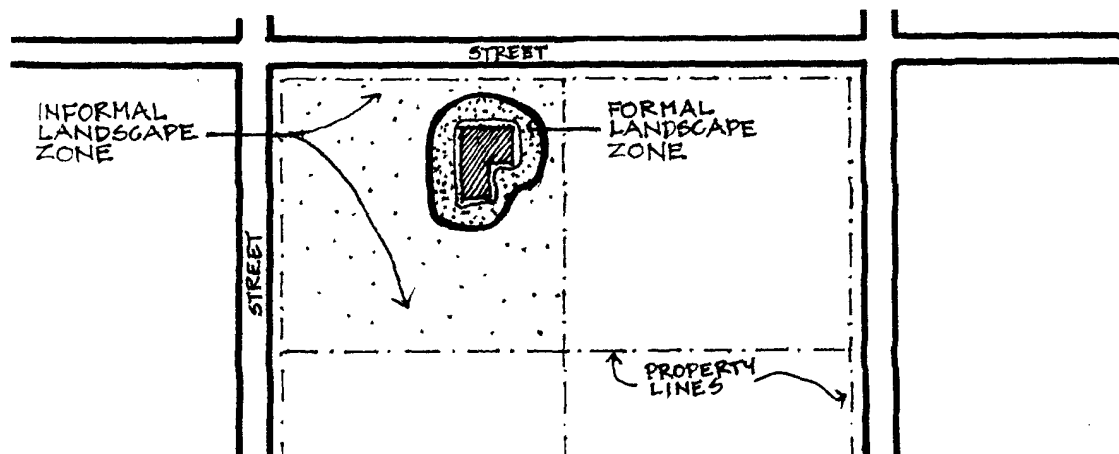 STREET
INFORMAL
LANDSCAPE
ZONE
FORMAL
LANDSCAPE
ZONE
STREET
PROPERTY
LINES